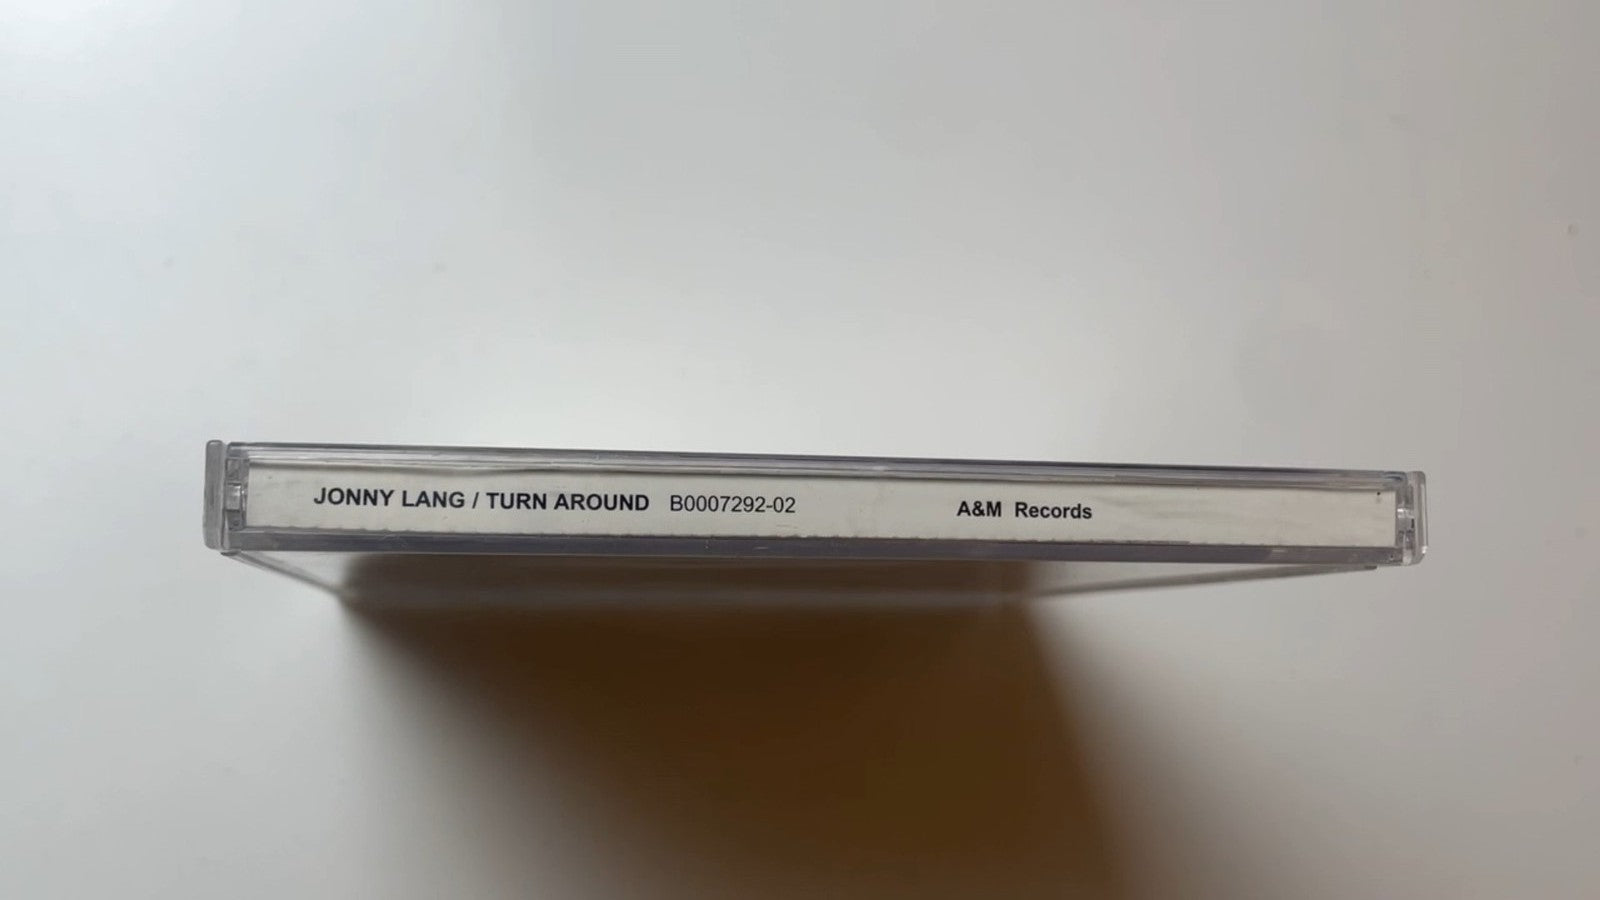 JONNY LANG / TURN AROUND B0007292-02 A&M Records